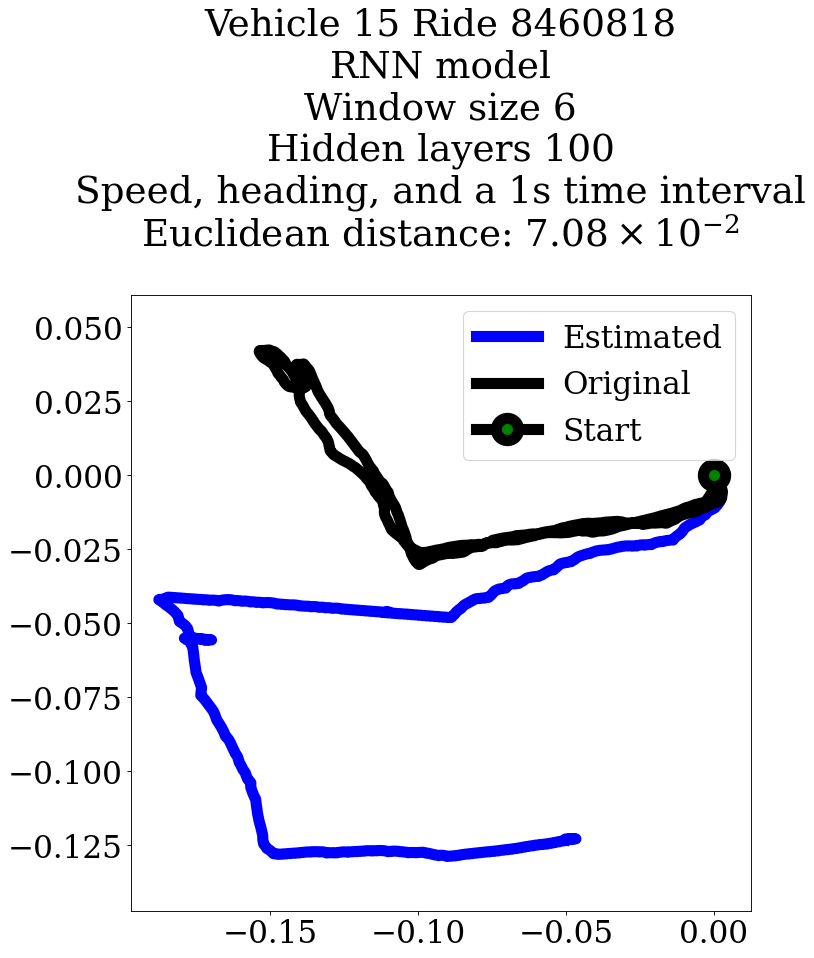 Vehicle 15 Ride 8460818
RNN model
Window size 6
Hidden layers 100
Speed, heading, and a 1s time interval
Euclidean distance: 7.08 × 10⁻²
Estimated
Original
Start
0.050
0.025
0.000
−0.025
−0.050
−0.075
−0.100
−0.125
−0.15 −0.10 −0.05 0.00